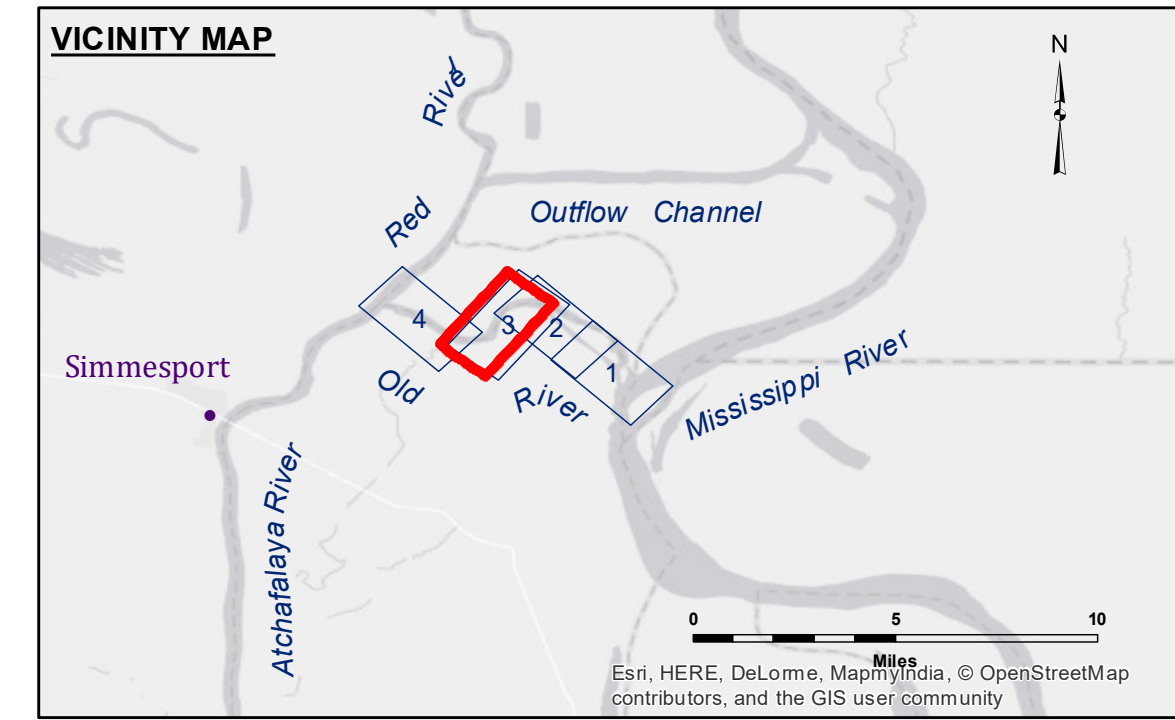 VICINITY MAP
N
River
Red
Outflow Channel
4
3
2
1
Simmesport
Old
River
Mississippi River
Atchafalaya River
0 5 10
Miles
Esri, HERE, DeLorme, MapmyIndia, © OpenStreetMap
contributors, and the GIS user community